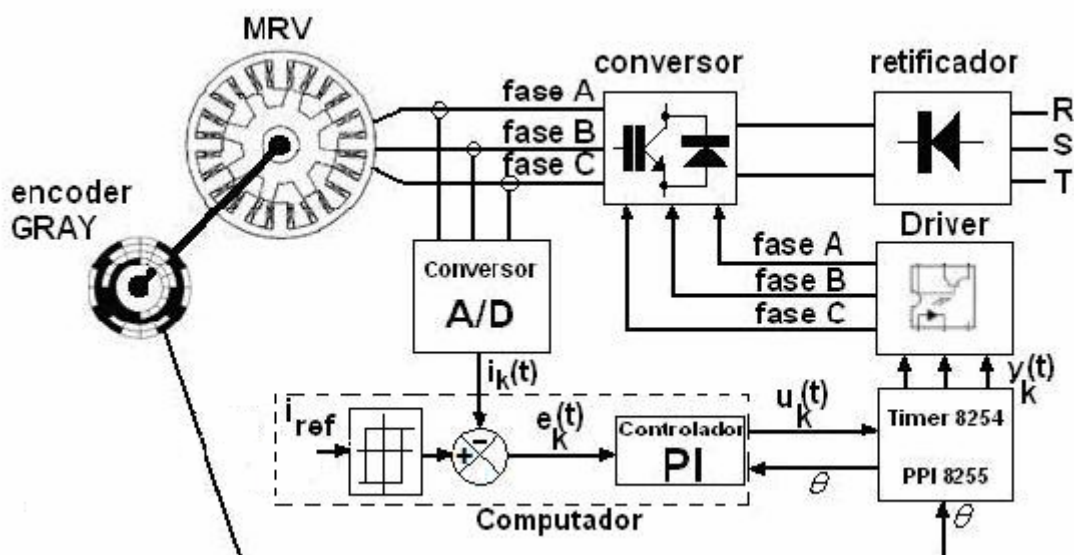 MRV
conversor
retificador
fase A
fase B
fase C
R
S
T
encoder
GRAY
Driver
fase A
fase B
fase C
Conversor
A/D
i_k(t)
y_k(t)
i_ref
e_k(t)
Controlador
PI
u_k(t)
θ
Timer 8254
PPI 8255
θ
Computador